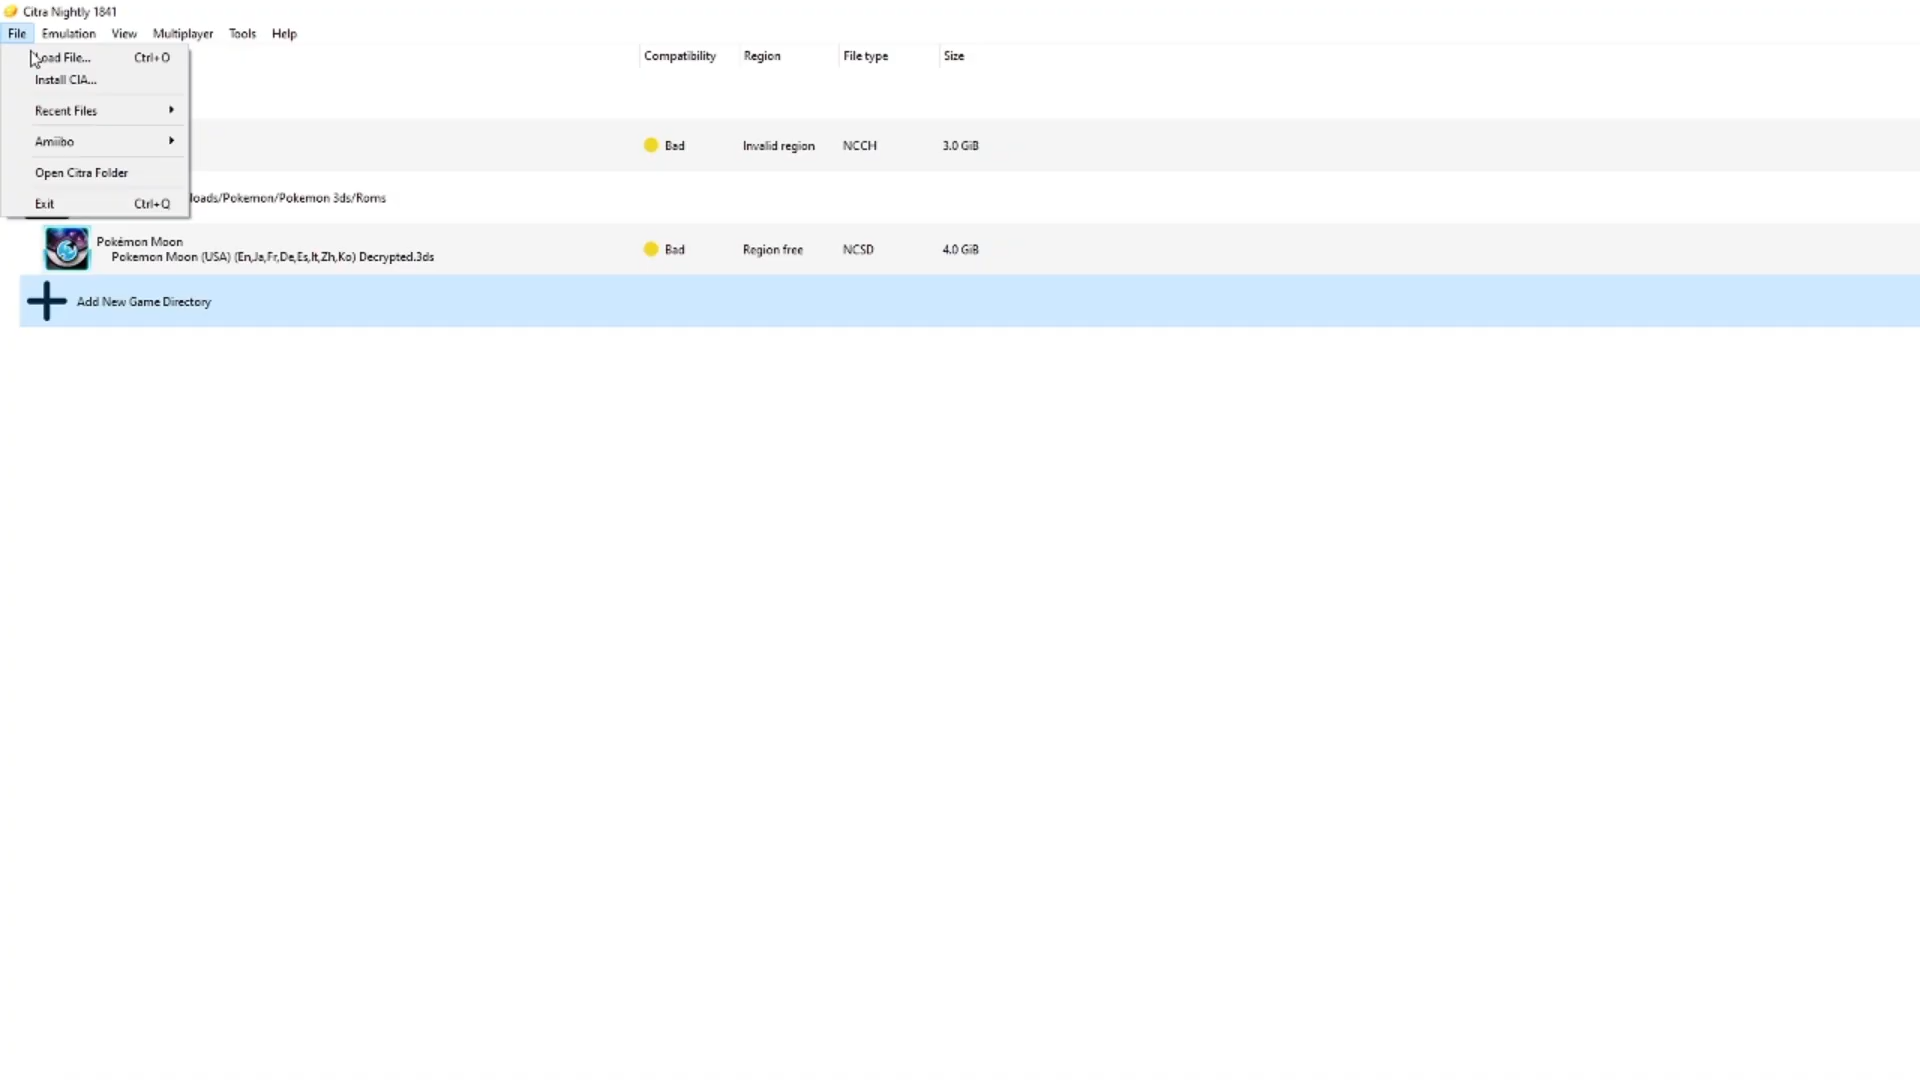 Citra Nightly 1841
File Emulation View Multiplayer Tools Help
Load File... Ctrl+O
Compatibility Region File type Size
Install CIA...
Recent Files
Amiibo
Bad Invalid region NCCH 3.0 GiB
Open Citra Folder
loads/Pokemon/Pokemon 3ds/Roms
Exit Ctrl+Q
Pokémon Moon
Pokemon Moon (USA) (En,Ja,Fr,De,Es,It,Zh,Ko) Decrypted.3ds
Bad Region free NCSD 4.0 GiB
Add New Game Directory